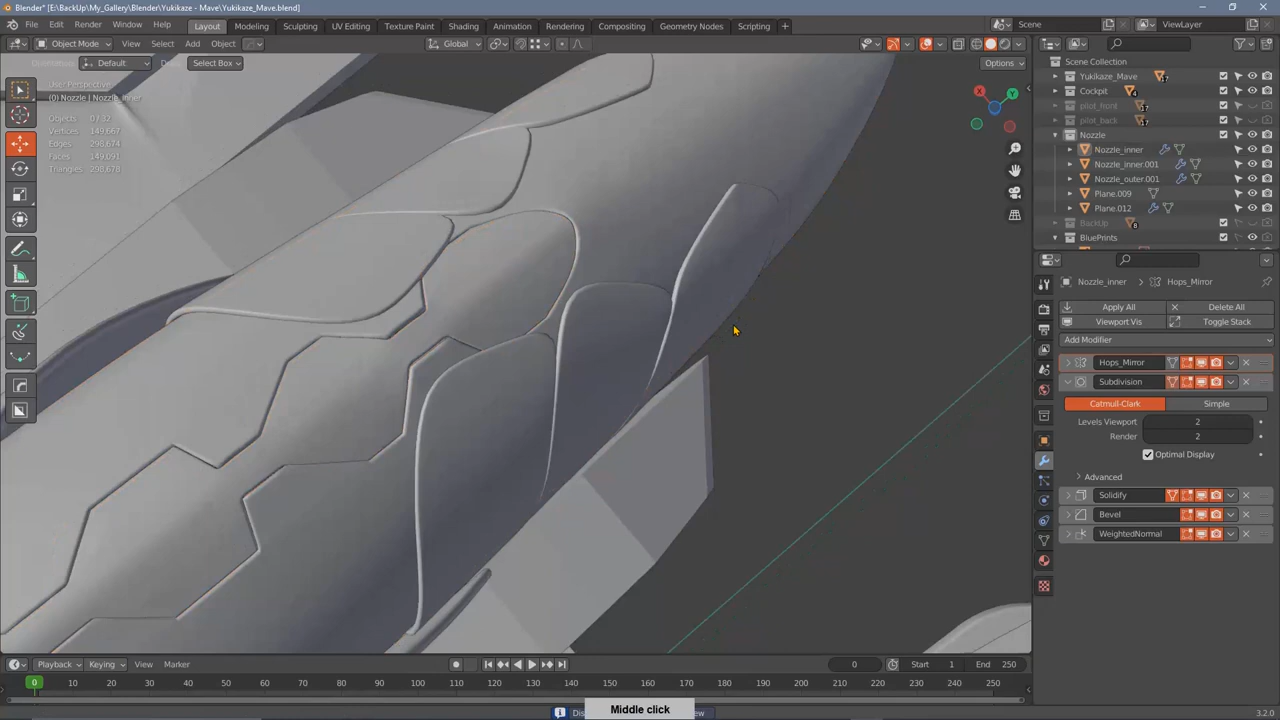 Blender* [E:\BackUp\My_Gallery\Blender\Yukikaze - Mave\Yukikaze_Mave.blend]
File Edit Render Window Help Layout Modeling Sculpting UV Editing Texture Paint Shading Animation Rendering Compositing Geometry Nodes Scripting + Scene ViewLayer
Object Mode View Select Add Object Global
Default Select Box Options
User Perspective
(0) Nozzle | Nozzle_inner
Objects 0/732
Vertices 149,667
Edges 298,674
Faces 149,091
Triangles 298,678
X Y
Scene Collection
Yukikaze_Mave
Cockpit
pilot_front 17
pilot_back 17
Nozzle
Nozzle_inner
Nozzle_inner.001
Nozzle_outer.001
Plane.009
Plane.012
BackUp 8
BluePrints
Nozzle_inner Hops_Mirror
Apply All Delete All
Viewport Vis Toggle Stack
Add Modifier
Hops_Mirror
Subdivision
Catmull-Clark Simple
Levels Viewport 2
Render 2
Optimal Display
Advanced
Solidify
Bevel
WeightedNormal
Playback Keying View Marker 0 Start 1 End 250
0 10 20 30 40 50 60 70 80 90 100 110 120 130 140 150 160 170 180 190 200 210 220 230 240 250
Middle click
3.2.0